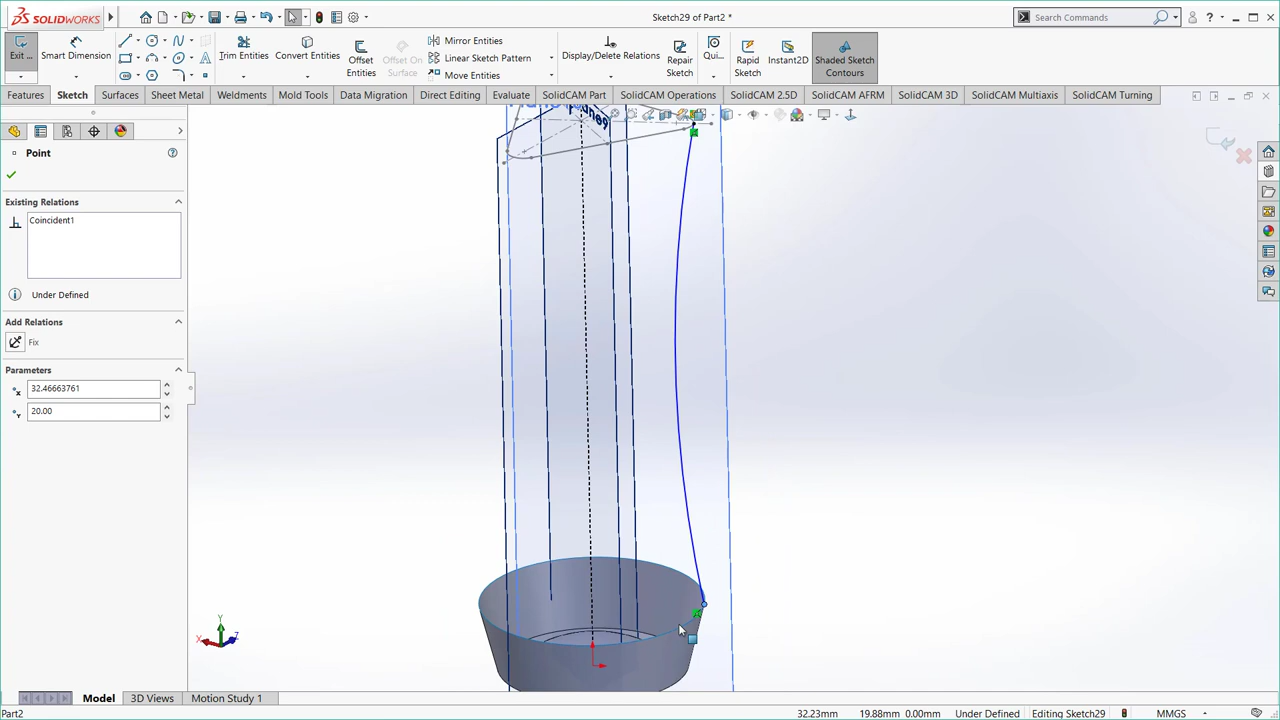 SOLIDWORKS
Sketch29 of Part2 *
Search Commands
?
Exit ...
Smart Dimension
Trim Entities
Convert Entities
Offset Entities
Offset On Surface
Mirror Entities
Linear Sketch Pattern
Move Entities
Display/Delete Relations
Repair Sketch
Qui...
Rapid Sketch
Instant2D
Shaded Sketch Contours
Features
Sketch
Surfaces
Sheet Metal
Weldments
Mold Tools
Data Migration
Direct Editing
Evaluate
SolidCAM Part
SolidCAM Operations
SolidCAM 2.5D
SolidCAM AFRM
SolidCAM 3D
SolidCAM Multiaxis
SolidCAM Turning
Point
Existing Relations
Coincident1
Under Defined
Add Relations
Fix
Parameters
32.46663761
20.00
Y
X
Z
Model
3D Views
Motion Study 1
Part2
32.23mm
19.88mm
0.00mm
Under Defined
Editing Sketch29
MMGS